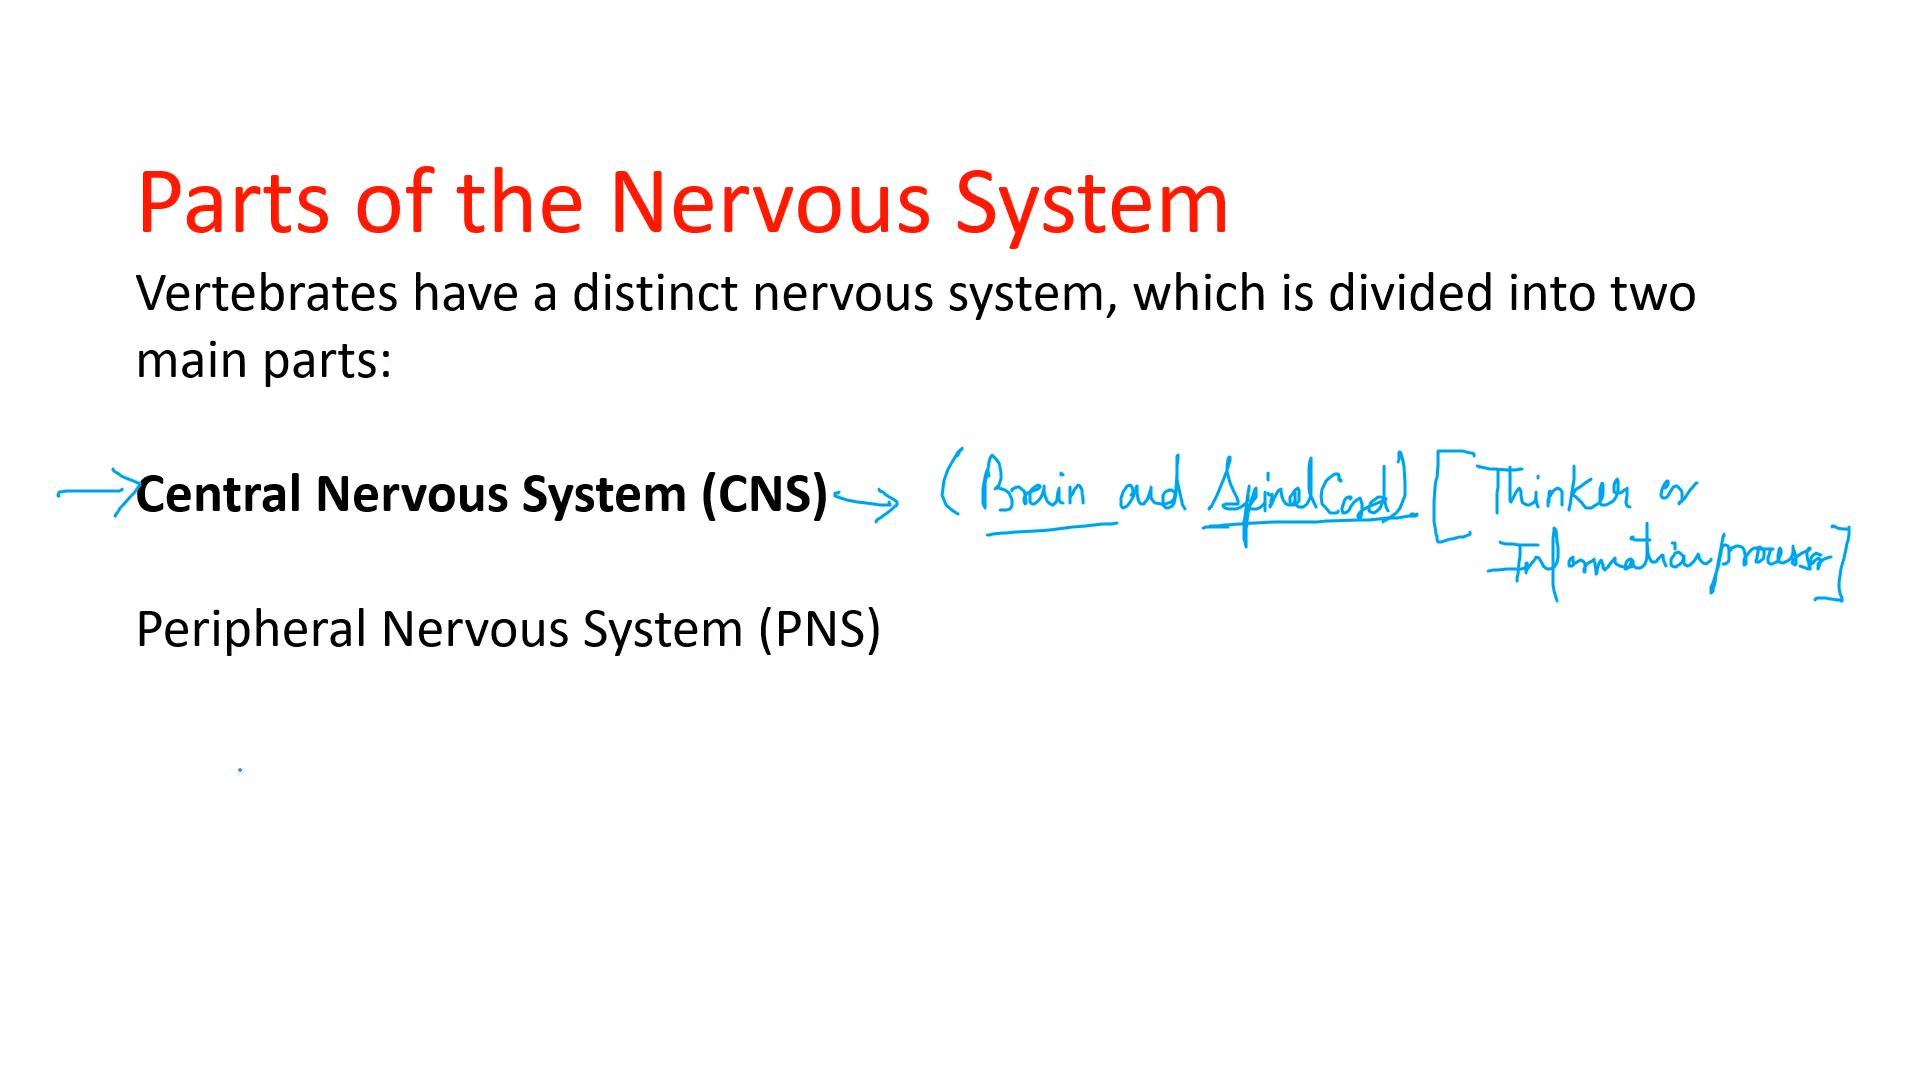 Parts of the Nervous System
Vertebrates have a distinct nervous system, which is divided into two
main parts:
Central Nervous System (CNS) → (Brain and Spinal Cord) [Thinker or
Information processor]
Peripheral Nervous System (PNS)